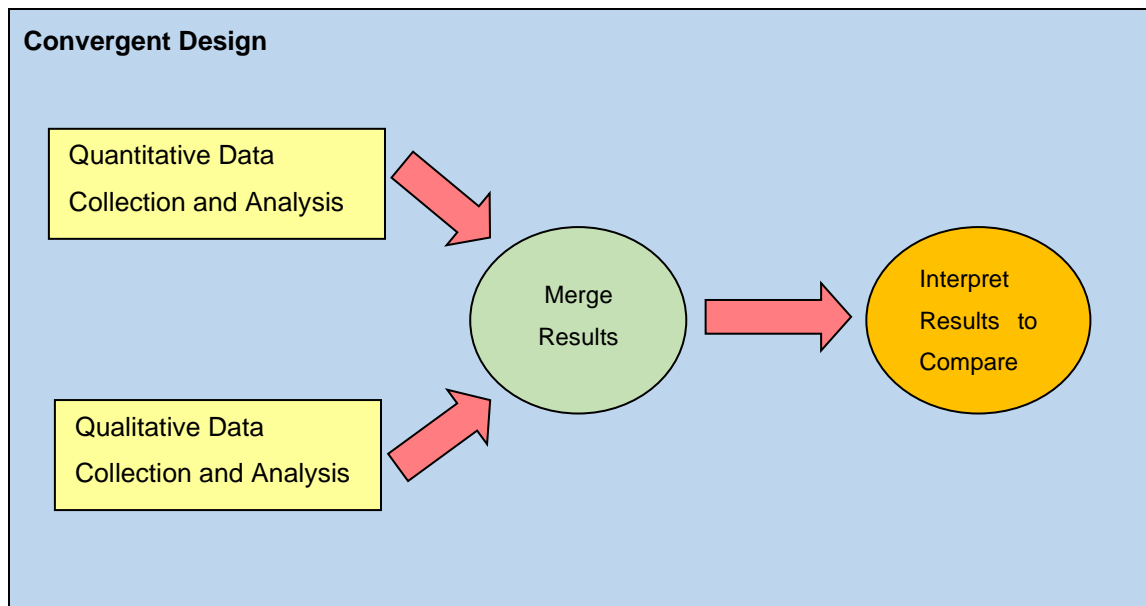 Convergent Design
Quantitative Data
Collection and Analysis
Merge
Results
Interpret
Results to
Compare
Qualitative Data
Collection and Analysis